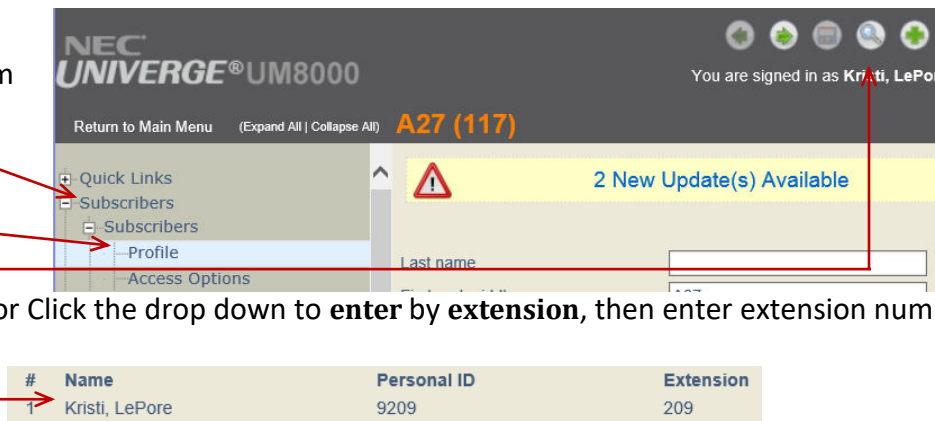 NEC
UNIVERGE®UM8000
m
You are signed in as Kristi, LePor
Return to Main Menu (Expand All | Collapse All) A27 (117)
Quick Links
2 New Update(s) Available
Subscribers
Subscribers
Profile
Last name
Access Options
or Click the drop down to enter by extension, then enter extension num
# Name Personal ID Extension
1 Kristi, LePore 9209 209